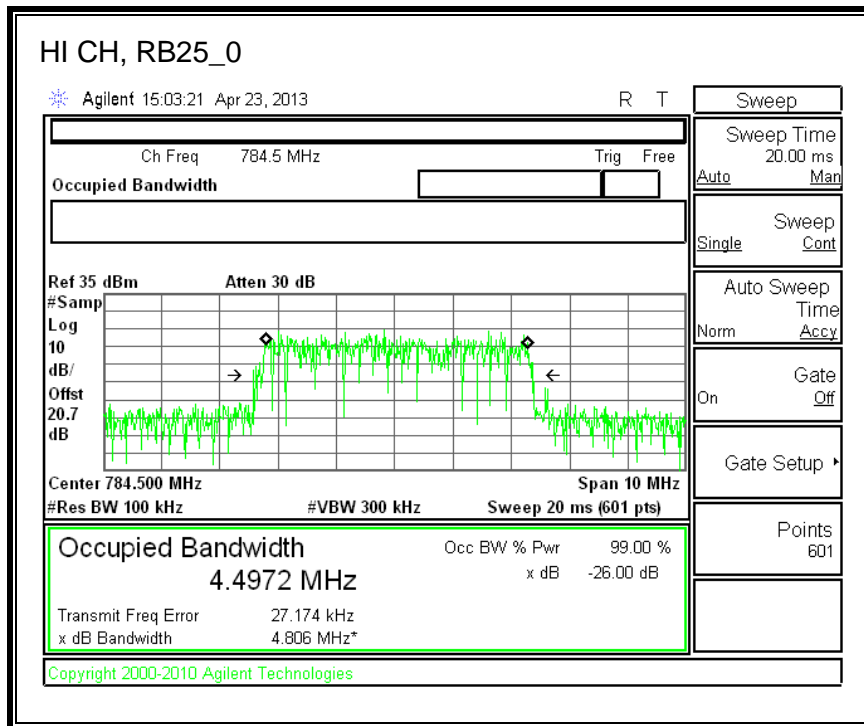 HI CH, RB25_0
Agilent 15:03:21 Apr 23, 2013 R T
Sweep
Ch Freq 784.5 MHz Trig Free
Occupied Bandwidth
Sweep Time
20.00 ms
Auto Man
Sweep
Single Cont
Ref 35 dBm Atten 30 dB
#Samp
Log
10
dB/
Offst
20.7
dB
Auto Sweep
Time
Norm Accy
Gate
On Off
Gate Setup
Center 784.500 MHz Span 10 MHz
#Res BW 100 kHz #VBW 300 kHz Sweep 20 ms (601 pts)
Points
601
Occupied Bandwidth Occ BW % Pwr 99.00 %
4.4972 MHz x dB -26.00 dB
Transmit Freq Error 27.174 kHz
x dB Bandwidth 4.806 MHz*
Copyright 2000-2010 Agilent Technologies